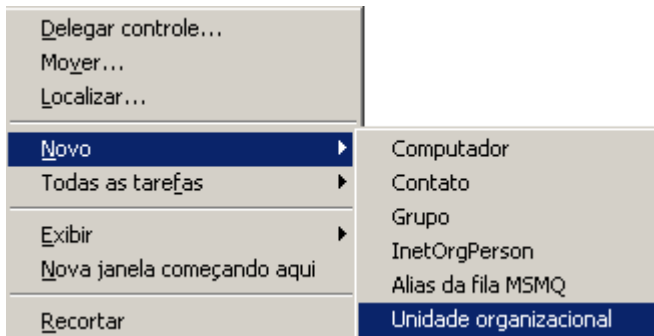 Delegar controle...
Mover...
Localizar...
Novo
Todas as tarefas
Exibir
Nova janela começando aqui
Recortar
Computador
Contato
Grupo
InetOrgPerson
Alias da fila MSMQ
Unidade organizacional